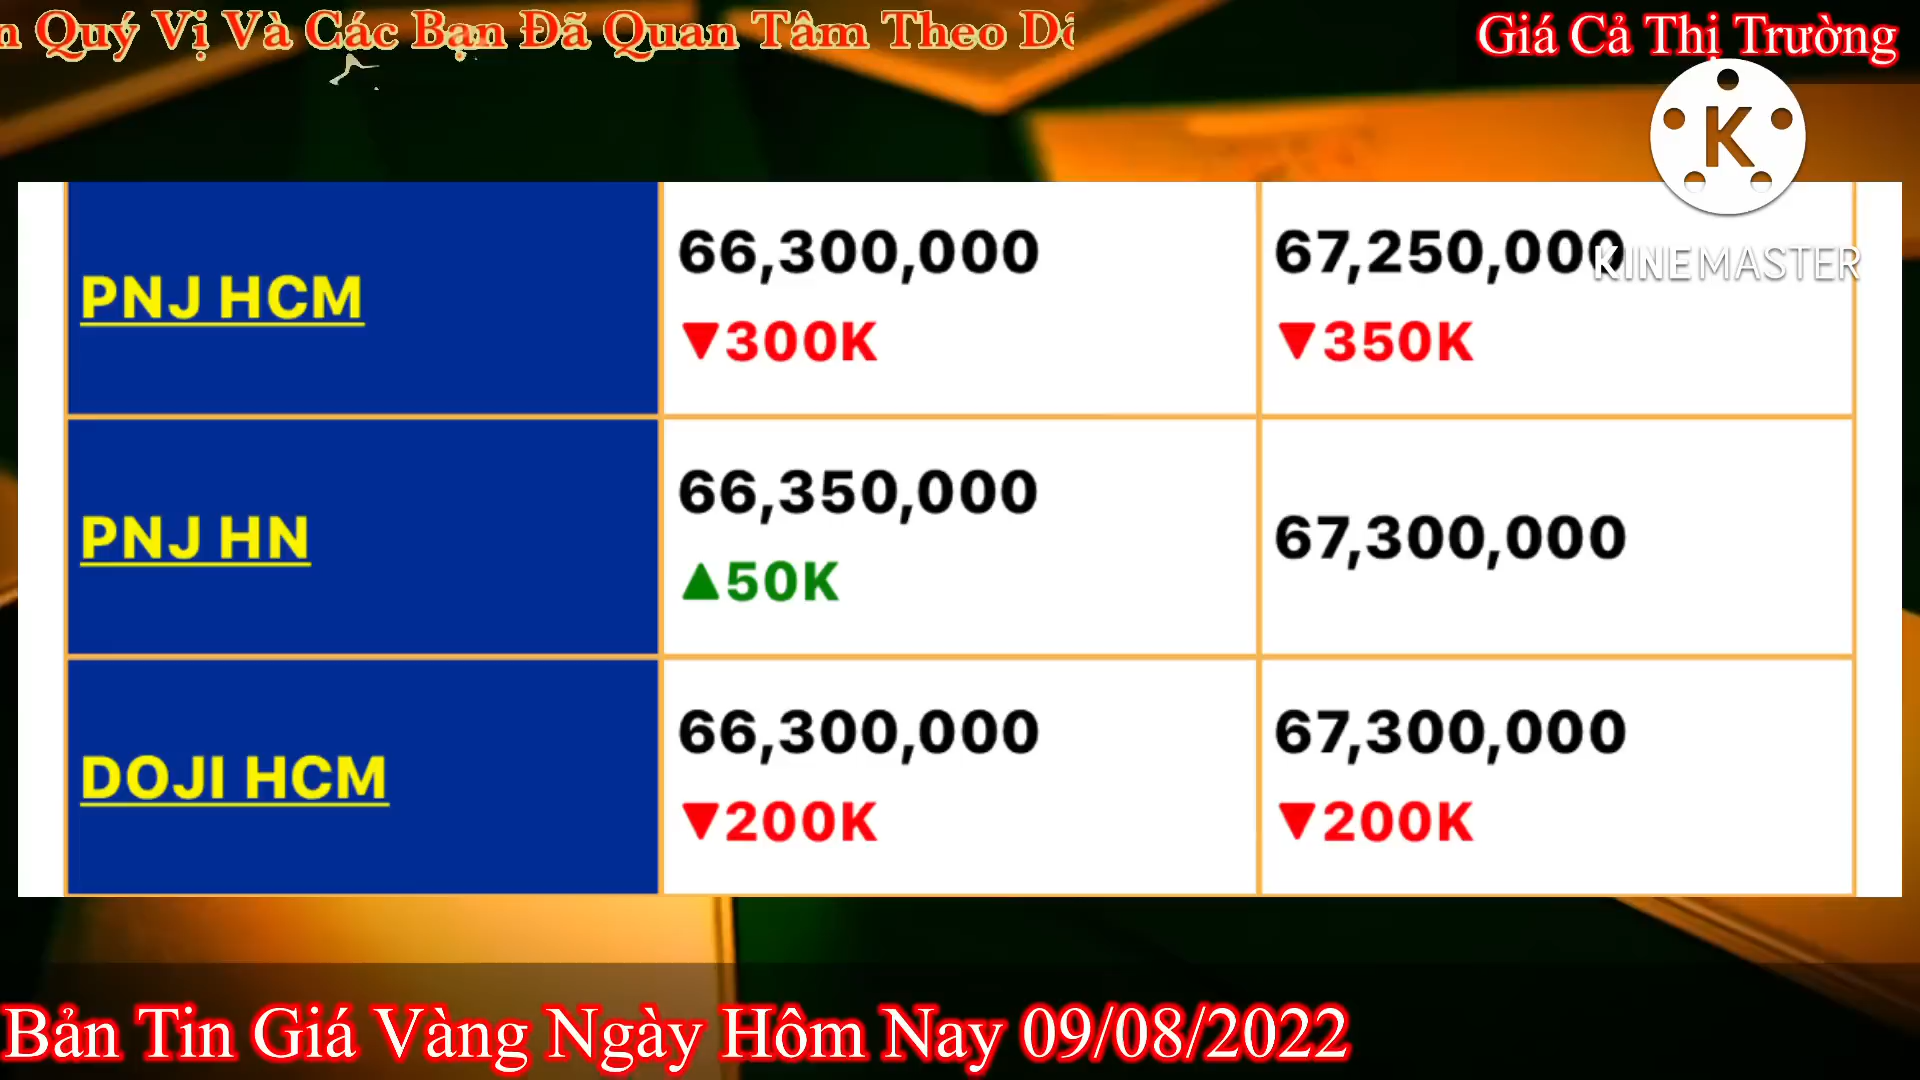 Quý Vị Và Các Bạn Đã Quan Tâm Theo
Giá Cả Thị Trường
K
KINEMASTER
PNJ HCM
66,300,000
▼300K
67,250,000
▼350K
PNJ HN
66,350,000
▲50K
67,300,000
DOJI HCM
66,300,000
▼200K
67,300,000
▼200K
Bản Tin Giá Vàng Ngày Hôm Nay 09/08/2022